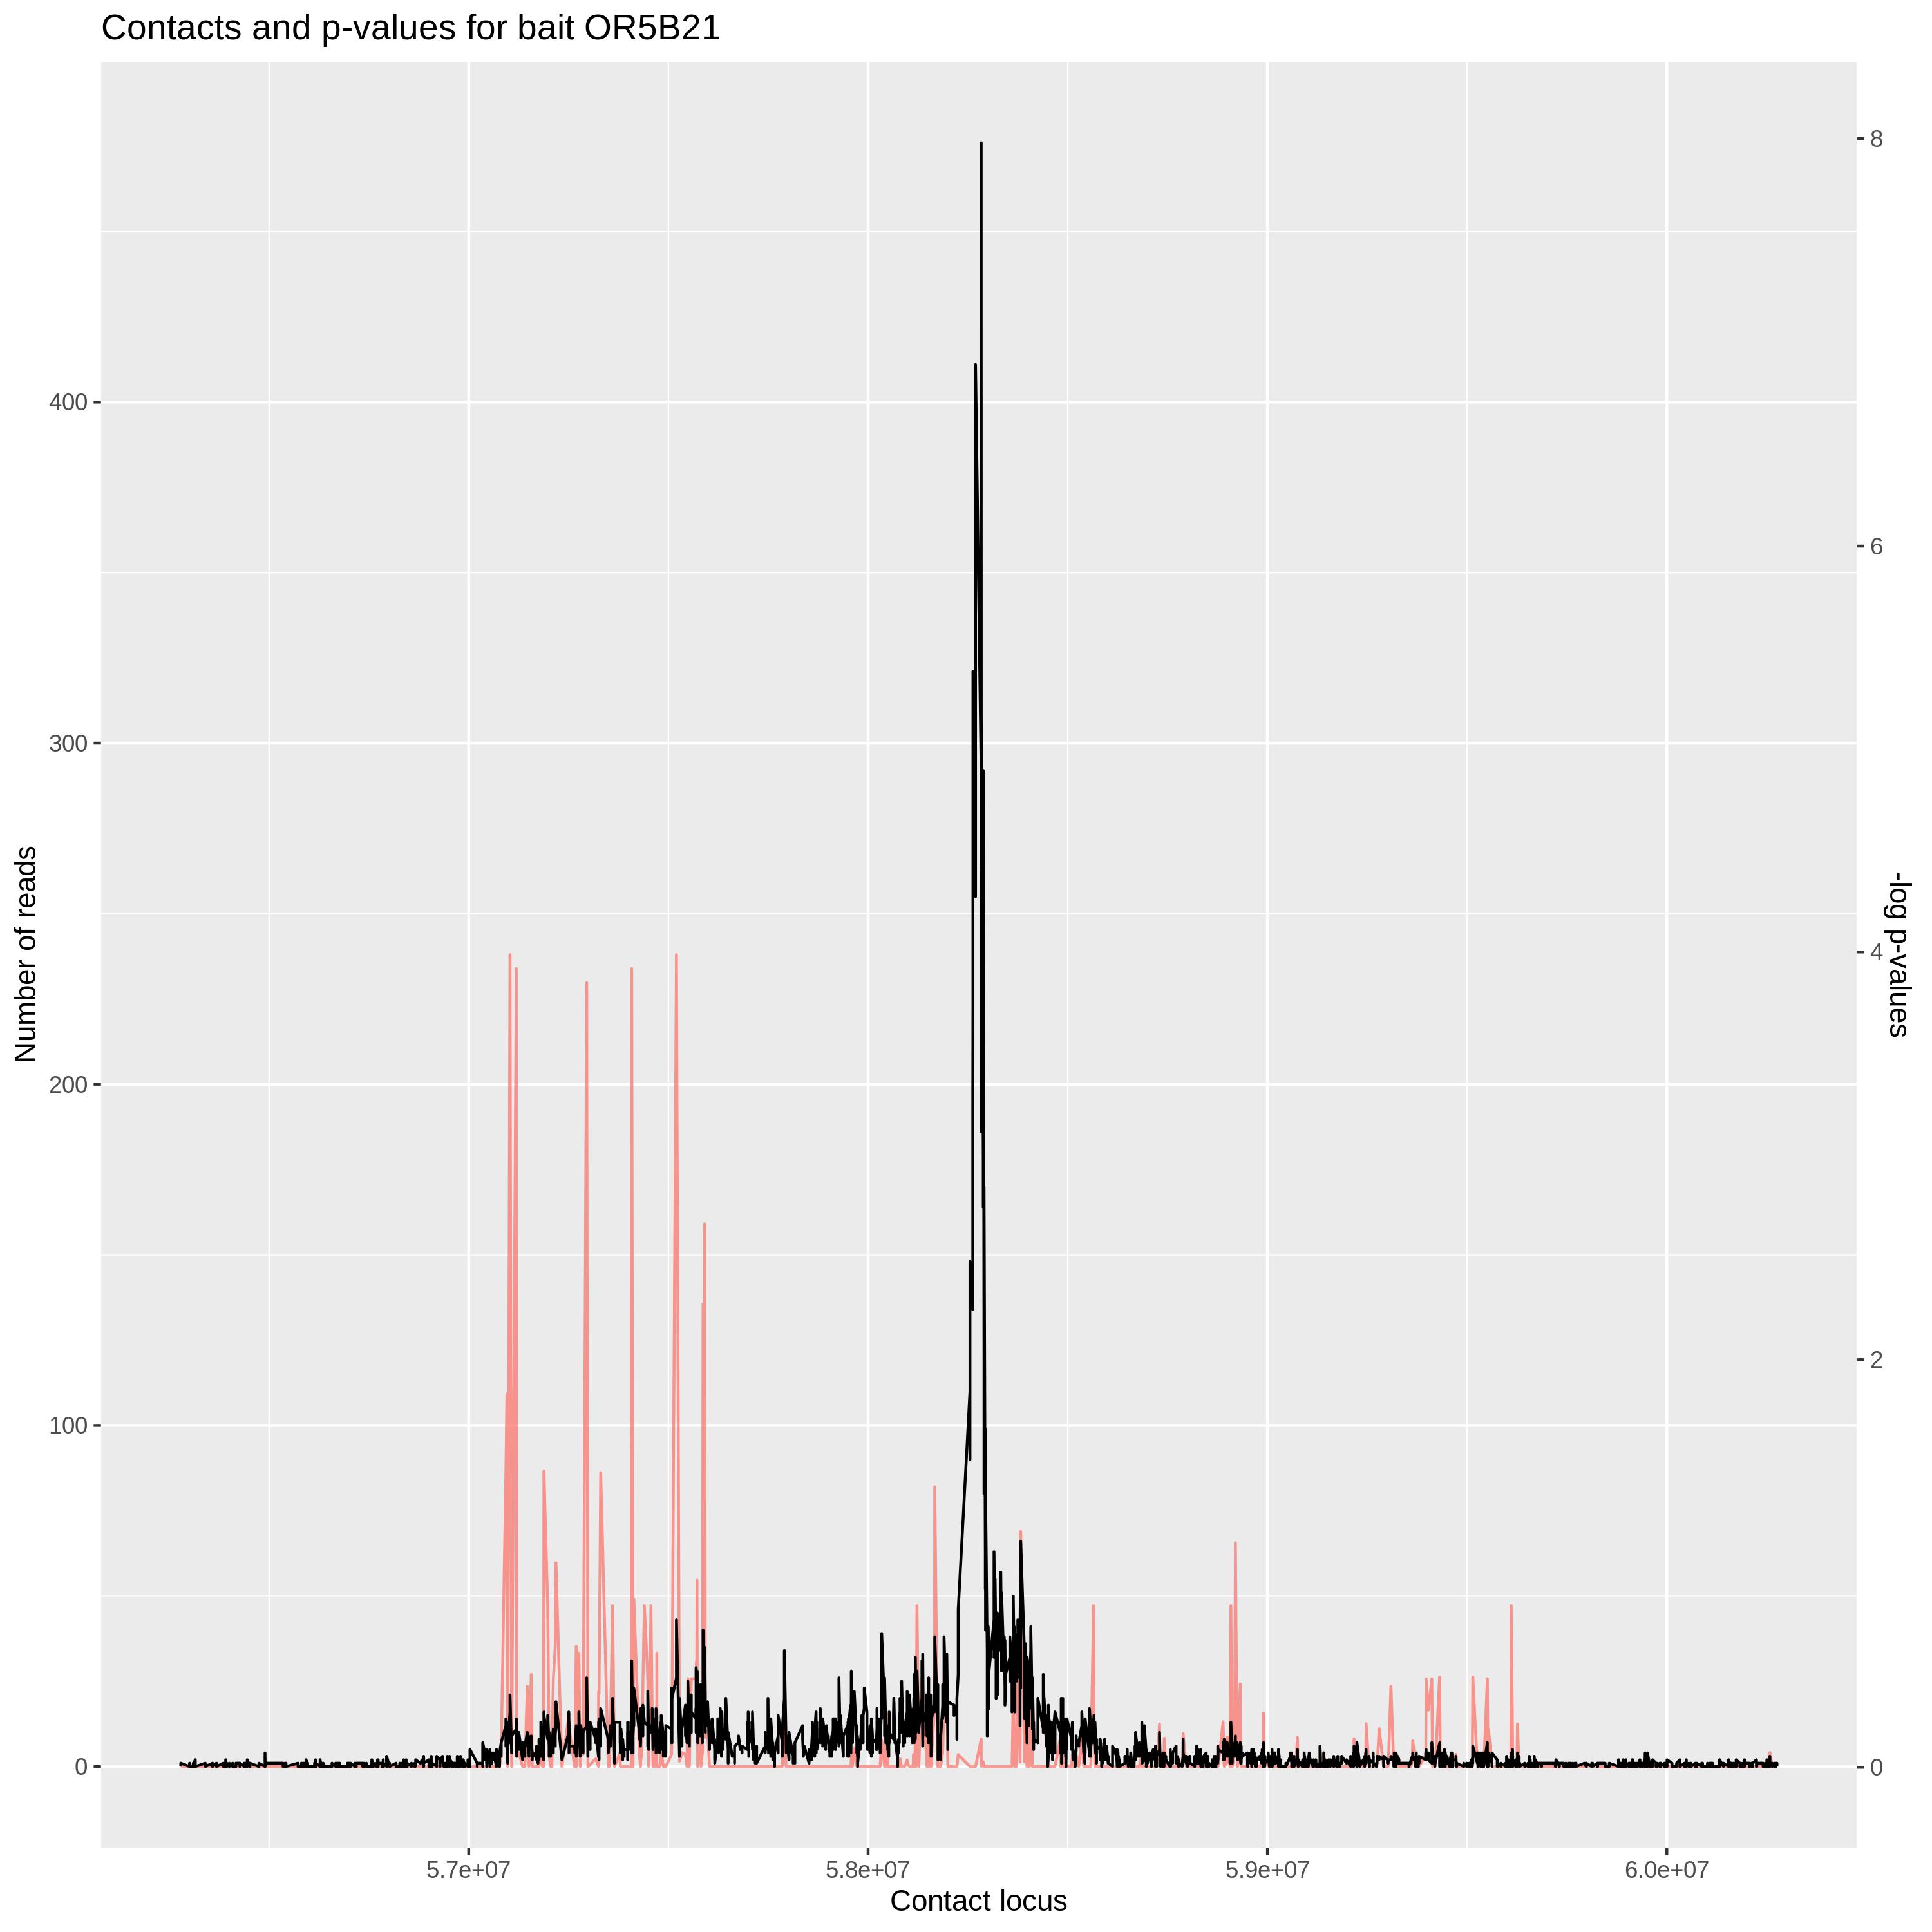 Contacts and p-values for bait OR5B21
Number of reads
400
300
200
100
0
8
6
4
2
0
-log p-values
5.7e+07
5.8e+07
5.9e+07
6.0e+07
Contact locus